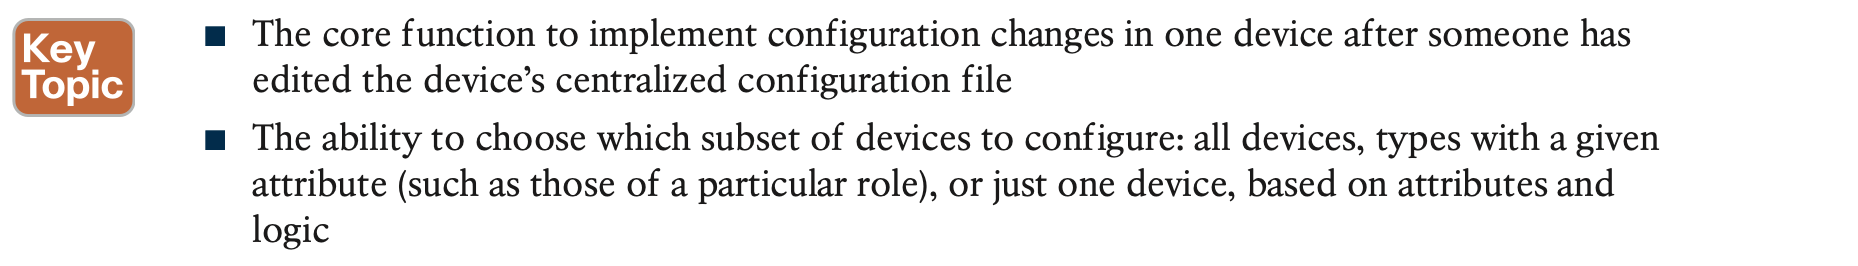 Key
Topic
■ The core function to implement configuration changes in one device after someone has
edited the device’s centralized configuration file
■ The ability to choose which subset of devices to configure: all devices, types with a given
attribute (such as those of a particular role), or just one device, based on attributes and
logic